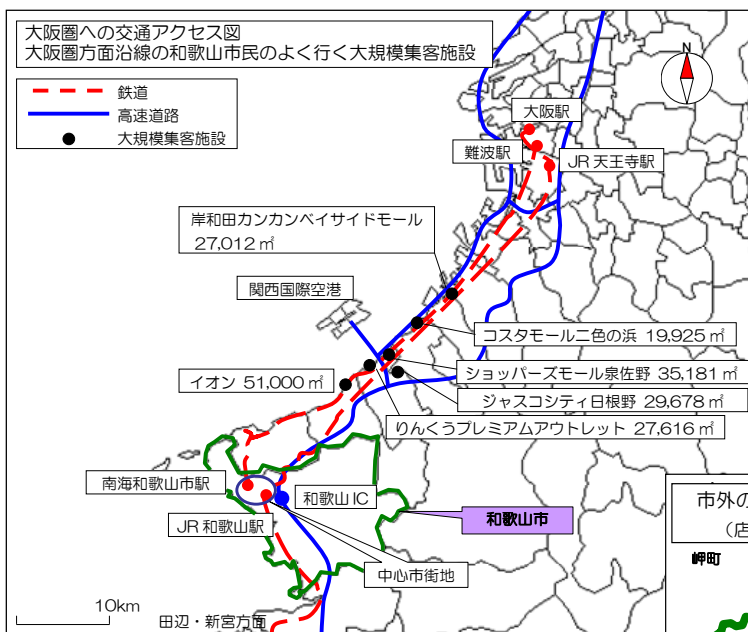 大阪圏への交通アクセス図
大阪圏方面沿線の和歌山市民のよく行く大規模集客施設
鉄道
高速道路
大規模集客施設
N
大阪駅
難波駅
JR天王寺駅
岸和田カンカンベイサイドモール
27,012㎡
関西国際空港
コスタモール二色の浜 19,925㎡
ショッパーズモール泉佐野 35,181㎡
イオン 51,000㎡
ジャスコシティ日根野 29,678㎡
りんくうプレミアムアウトレット 27,616㎡
南海和歌山市駅
和歌山IC
和歌山市
JR和歌山駅
中心市街地
市外の
(店
岬町
10km
田辺・新宮方面